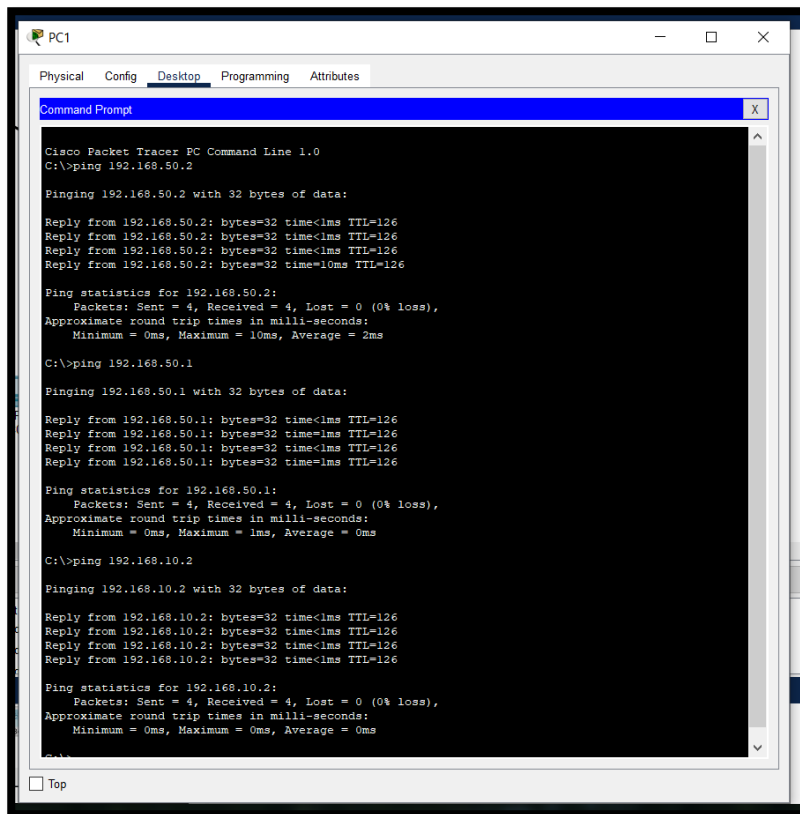 PC1
Physical Config Desktop Programming Attributes
Command Prompt X
Cisco Packet Tracer PC Command Line 1.0
C:\>ping 192.168.50.2
Pinging 192.168.50.2 with 32 bytes of data:
Reply from 192.168.50.2: bytes=32 time<1ms TTL=126
Reply from 192.168.50.2: bytes=32 time<1ms TTL=126
Reply from 192.168.50.2: bytes=32 time<1ms TTL=126
Reply from 192.168.50.2: bytes=32 time=10ms TTL=126
Ping statistics for 192.168.50.2:
Packets: Sent = 4, Received = 4, Lost = 0 (0% loss),
Approximate round trip times in milli-seconds:
Minimum = 0ms, Maximum = 10ms, Average = 2ms
C:\>ping 192.168.50.1
Pinging 192.168.50.1 with 32 bytes of data:
Reply from 192.168.50.1: bytes=32 time<1ms TTL=126
Reply from 192.168.50.1: bytes=32 time=1ms TTL=126
Reply from 192.168.50.1: bytes=32 time<1ms TTL=126
Reply from 192.168.50.1: bytes=32 time=1ms TTL=126
Ping statistics for 192.168.50.1:
Packets: Sent = 4, Received = 4, Lost = 0 (0% loss),
Approximate round trip times in milli-seconds:
Minimum = 0ms, Maximum = 1ms, Average = 0ms
C:\>ping 192.168.10.2
Pinging 192.168.10.2 with 32 bytes of data:
Reply from 192.168.10.2: bytes=32 time<1ms TTL=126
Reply from 192.168.10.2: bytes=32 time<1ms TTL=126
Reply from 192.168.10.2: bytes=32 time<1ms TTL=126
Reply from 192.168.10.2: bytes=32 time<1ms TTL=126
Ping statistics for 192.168.10.2:
Packets: Sent = 4, Received = 4, Lost = 0 (0% loss),
Approximate round trip times in milli-seconds:
Minimum = 0ms, Maximum = 0ms, Average = 0ms
C:\>
Top